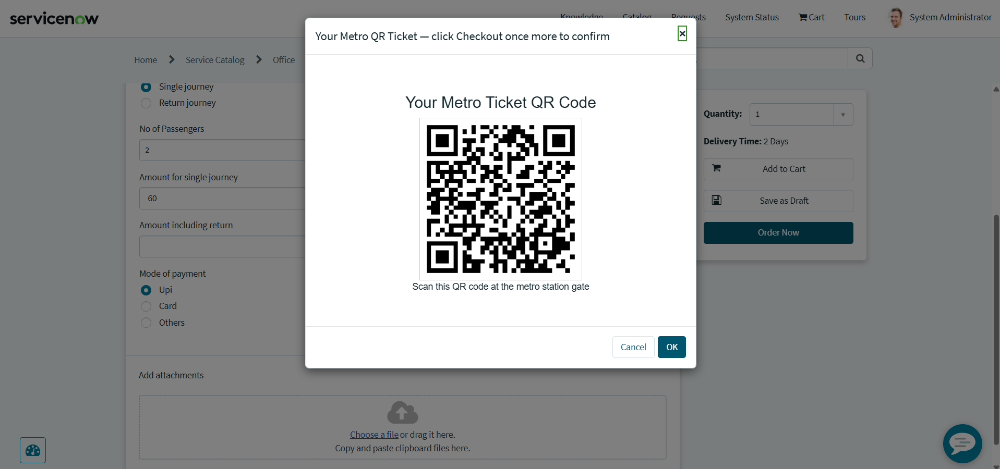 servicenow
Knowledge
Catalog
Requests
System Status
Cart
Tours
System Administrator
Your Metro QR Ticket — click Checkout once more to confirm
×
Home
Service Catalog
Office
Single journey
Return journey
No of Passengers
2
Amount for single journey
60
Amount including return
Mode of payment
Upi
Card
Others
Your Metro Ticket QR Code
Scan this QR code at the metro station gate
Cancel
OK
Quantity:
1
Delivery Time: 2 Days
Add to Cart
Save as Draft
Order Now
Add attachments
Choose a file or drag it here.
Copy and paste clipboard files here.